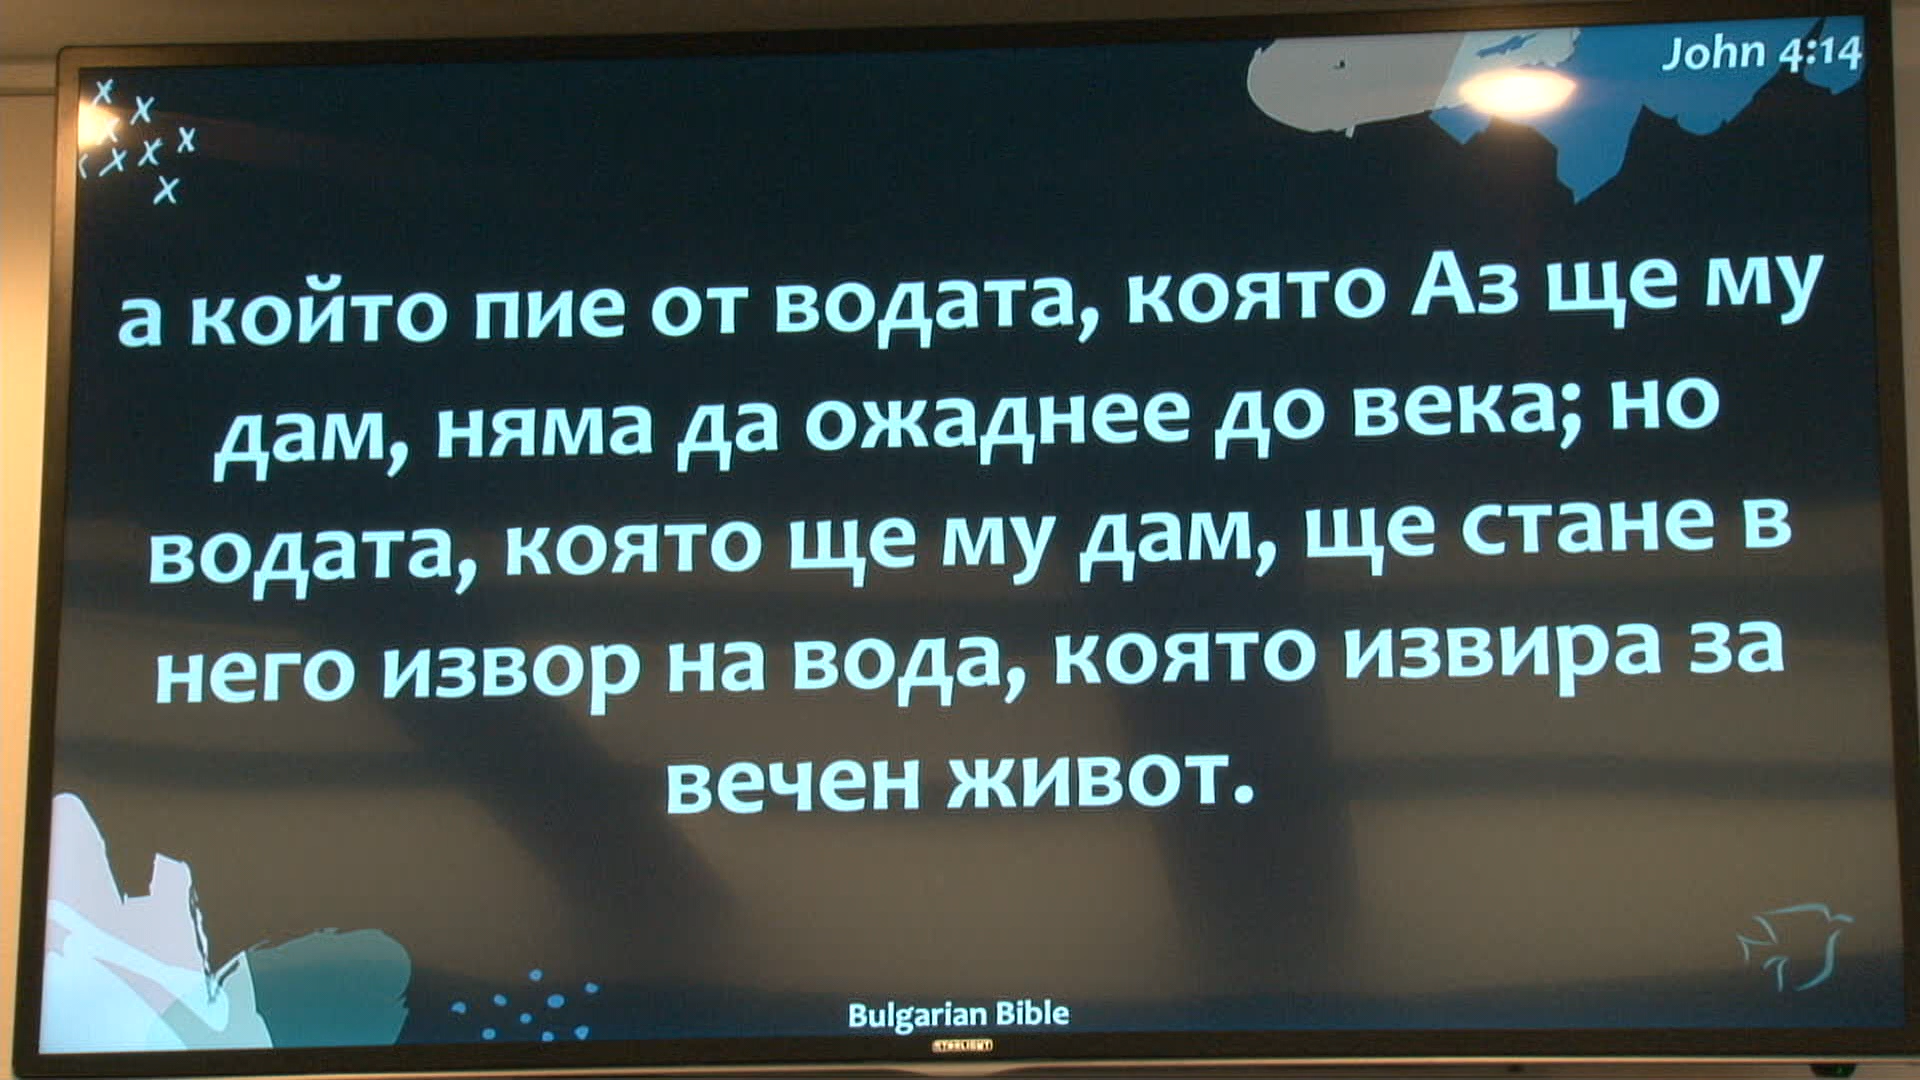 John 4:14
а който пие от водата, която Аз ще му
дам, няма да ожаднее до века; но
водата, която ще му дам, ще стане в
него извор на вода, която извира за
вечен живот.
Bulgarian Bible
STARLIGHT